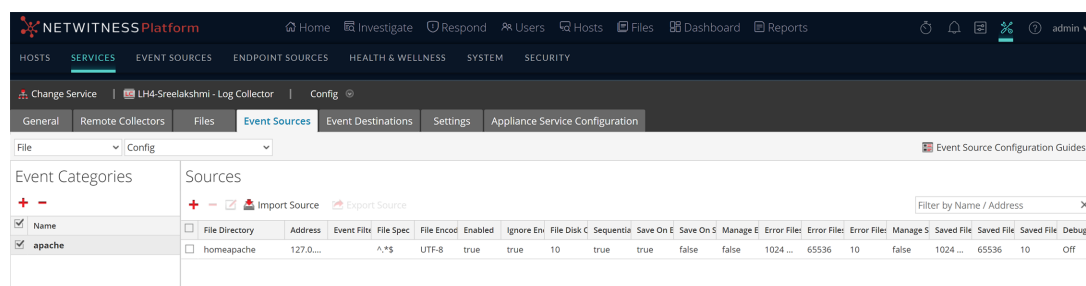 NETWITNESS Platform Home Investigate Respond Users Hosts Files Dashboard Reports admin
HOSTS SERVICES EVENT SOURCES ENDPOINT SOURCES HEALTH & WELLNESS SYSTEM SECURITY
Change Service | LH4-Sreelakshmi - Log Collector | Config
General Remote Collectors Files Event Sources Event Destinations Settings Appliance Service Configuration
File Config Event Source Configuration Guides
Event Categories Sources
Import Source Export Source Filter by Name / Address X
Name File Directory Address Event Filte File Spec File Encod Enabled Ignore En File Disk Q Sequentia Save On E Save On S Manage E Error Files Error Files Error Files Manage S Saved File Saved File Saved File Debug
apache homeapache 127.0.... ^.*$ UTF-8 true true 10 true true false false 1024 ... 65536 10 false 1024 ... 65536 10 Off